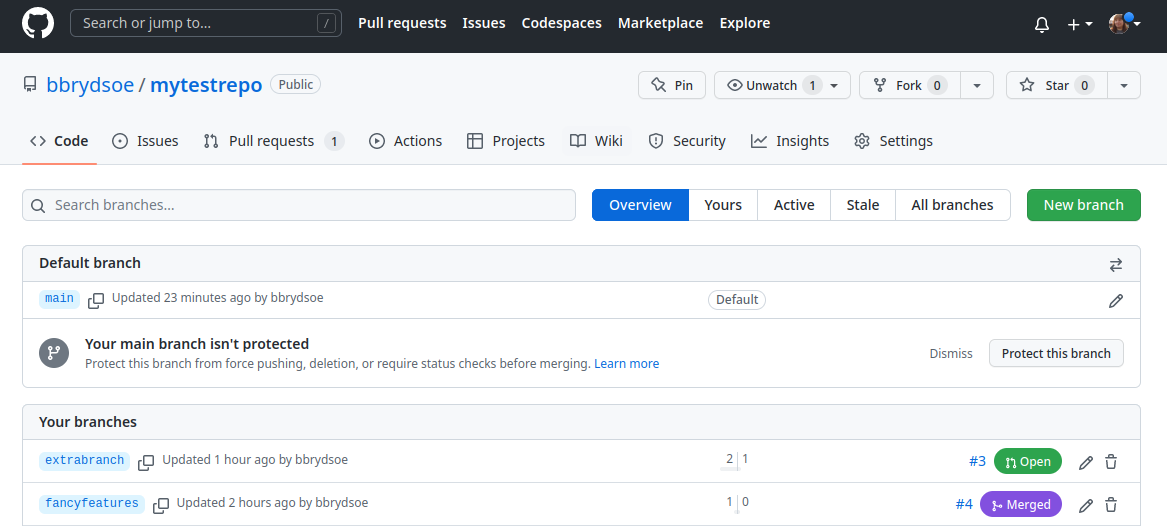 Search or jump to... /
Pull requests Issues Codespaces Marketplace Explore
bbrydsoe / mytestrepo Public
Pin Unwatch 1 Fork 0 Star 0
Code Issues Pull requests 1 Actions Projects Wiki Security Insights Settings
Search branches...
Overview Yours Active Stale All branches New branch
Default branch
main Updated 23 minutes ago by bbrydsoe Default
Your main branch isn't protected
Protect this branch from force pushing, deletion, or require status checks before merging. Learn more
Dismiss Protect this branch
Your branches
extrabranch Updated 1 hour ago by bbrydsoe 2 1 #3 Open
fancyfeatures Updated 2 hours ago by bbrydsoe 1 0 #4 Merged